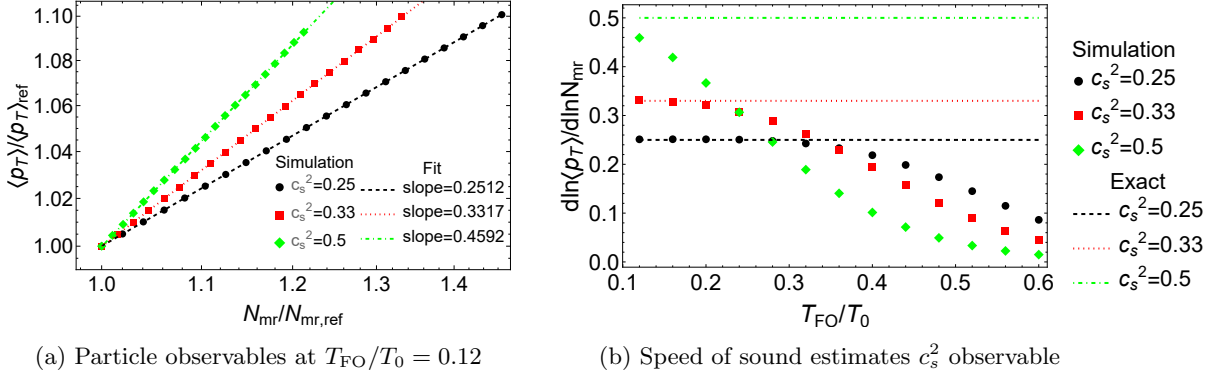 1.10
1.08
1.06
1.04
1.02
1.00
⟨p_T⟩/⟨p_T⟩_ref
Simulation
c_s^2=0.25
c_s^2=0.33
c_s^2=0.5
Fit
slope=0.2512
slope=0.3317
slope=0.4592
1.0 1.1 1.2 1.3 1.4
N_mr/N_mr,ref
(a) Particle observables at T_FO/T_0 = 0.12
0.5
0.4
0.3
0.2
0.1
0.0
dln⟨p_T⟩/dlnN_mr
0.1 0.2 0.3 0.4 0.5 0.6
T_FO/T_0
Simulation
c_s^2=0.25
c_s^2=0.33
c_s^2=0.5
Exact
c_s^2=0.25
c_s^2=0.33
c_s^2=0.5
(b) Speed of sound estimates c_s^2 observable